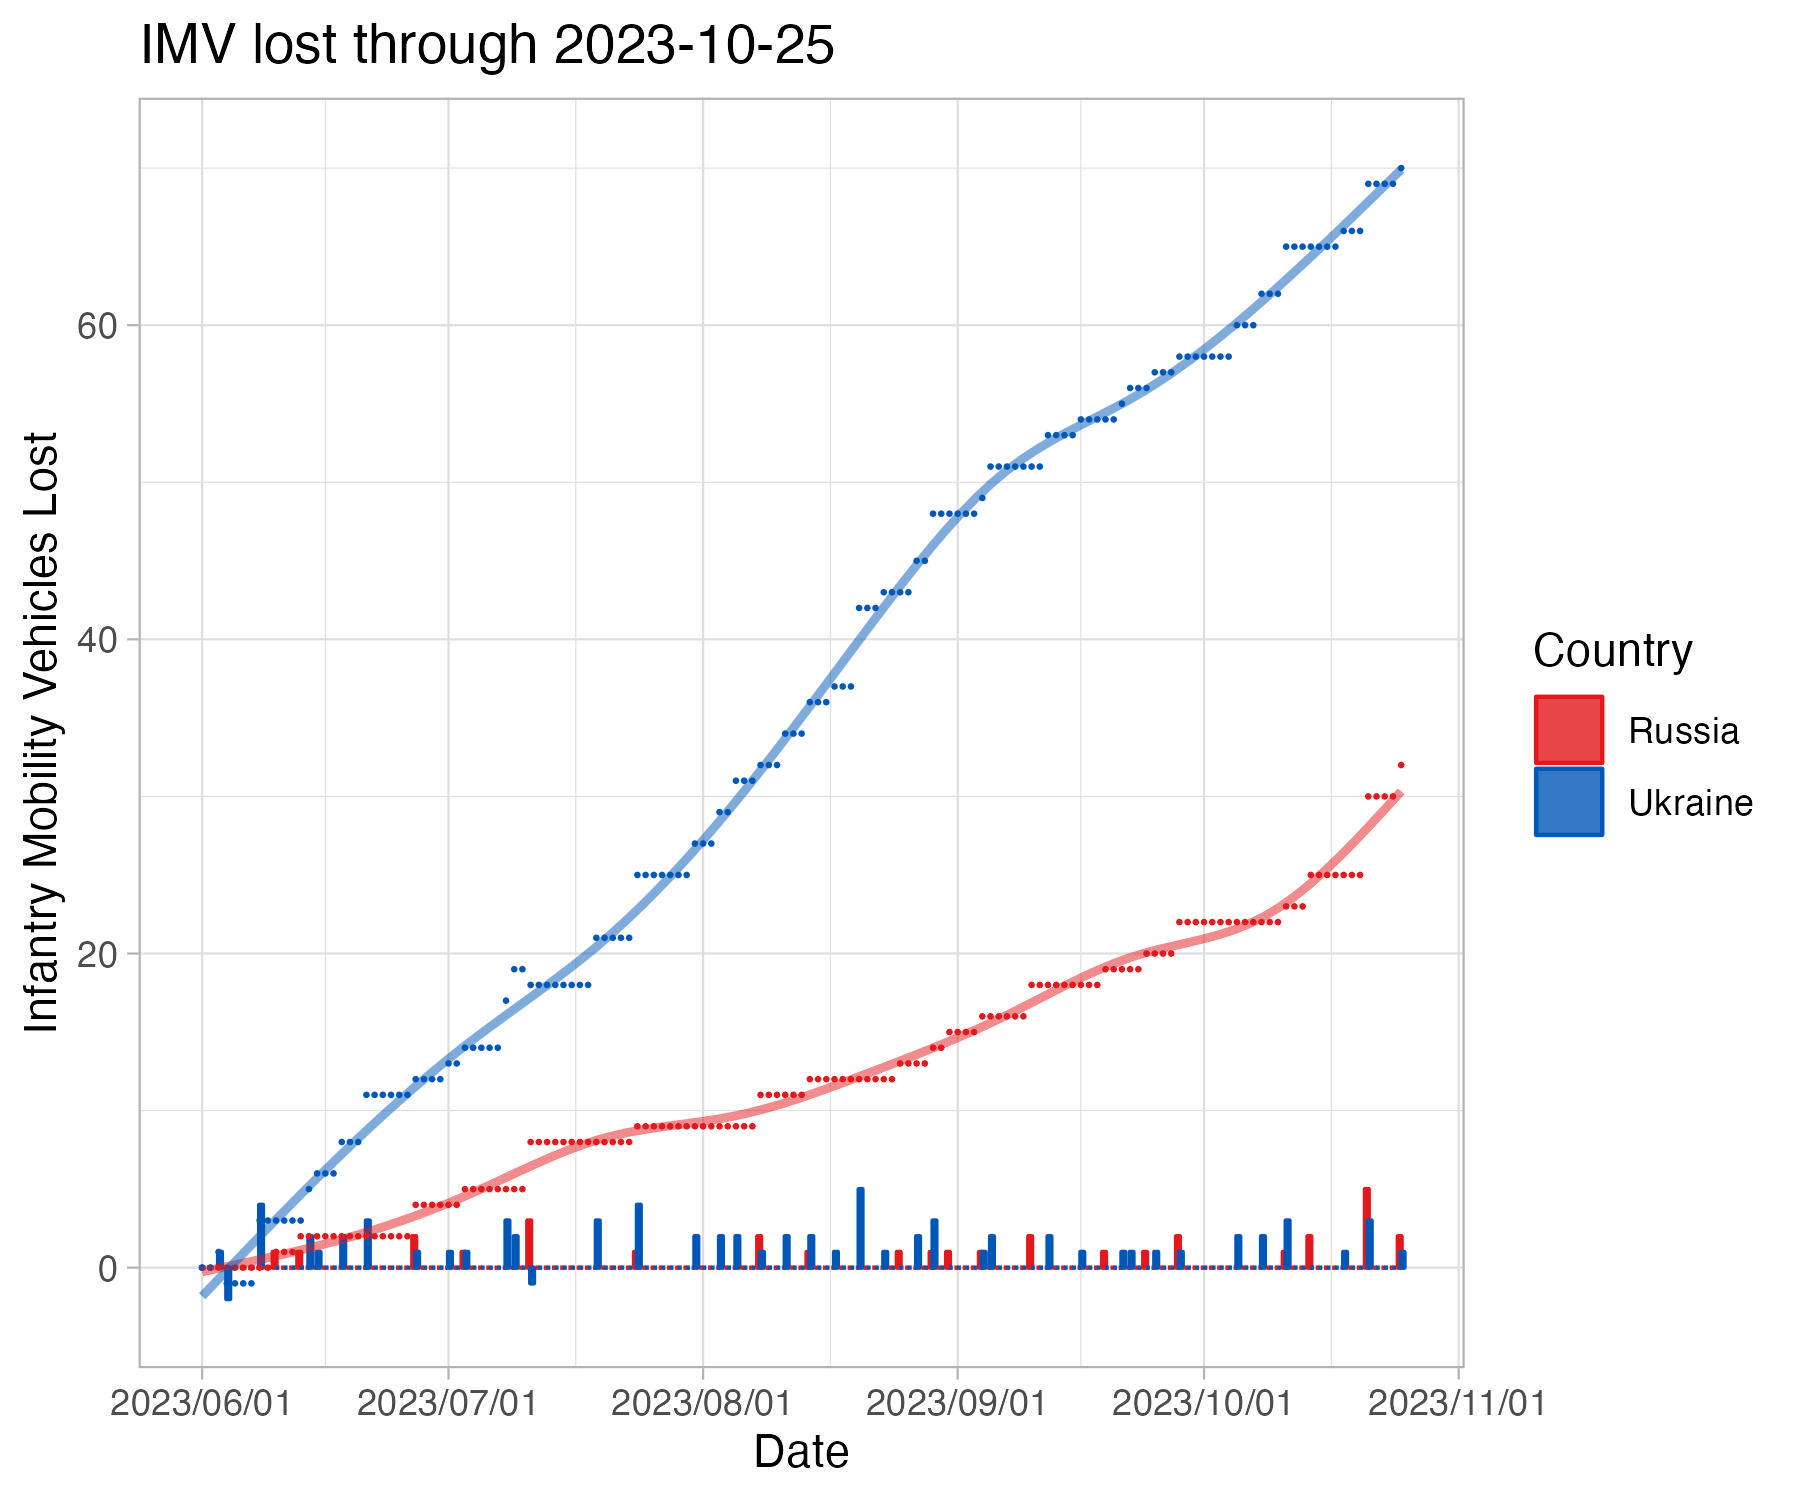 IMV lost through 2023-10-25
Infantry Mobility Vehicles Lost
60
40
20
0
2023/06/01 2023/07/01 2023/08/01 2023/09/01 2023/10/01 2023/11/01
Date
Country
Russia
Ukraine